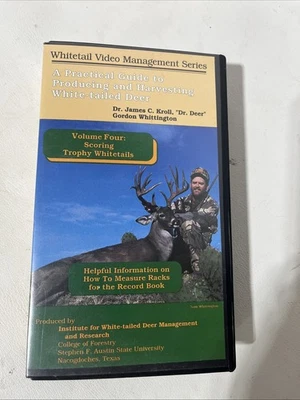 Whitetail Video Management Series
A Practical Guide to
Producing and Harvesting
White-tailed Deer
Dr. James C. Kroll, "Dr. Deer"
Gordon Whittington
Volume Four:
Scoring
Trophy Whitetails
Helpful Information on
How To Measure Racks
for the Record Book
Produced by
Institute for White-tailed Deer Management
and Research
College of Forestry
Stephen F. Austin State University
Nacogdoches, Texas